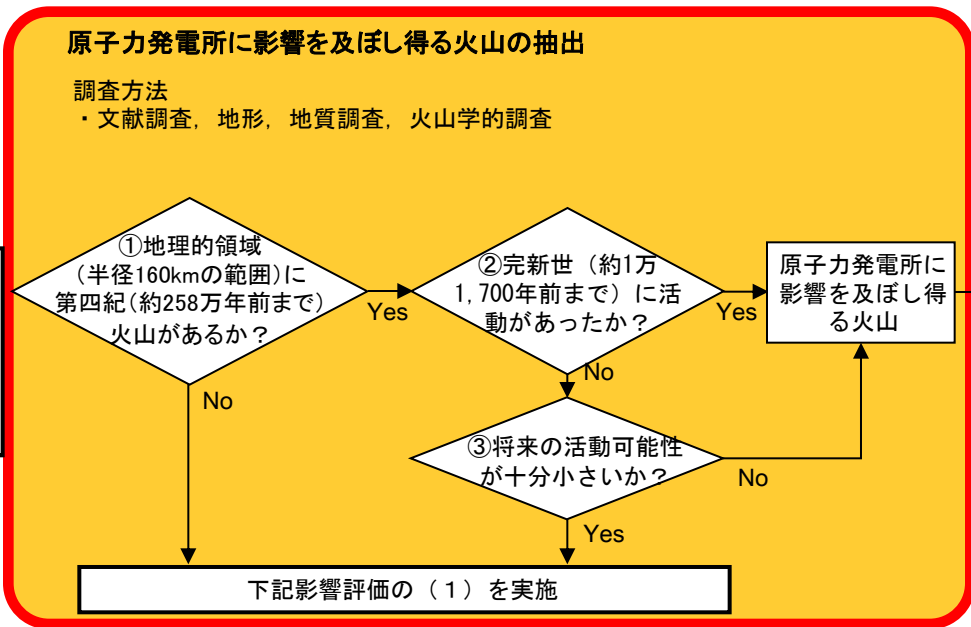 原子力発電所に影響を及ぼし得る火山の抽出
調査方法
・文献調査, 地形, 地質調査, 火山学的調査
①地理的領域
(半径160kmの範囲)に
第四紀(約258万年前まで)
火山があるか?
Yes
No
②完新世(約1万
1,700年前まで)に活
動があったか?
Yes
No
原子力発電所に
影響を及ぼし得
る火山
③将来の活動可能性
が十分小さいか?
No
Yes
下記影響評価の(1)を実施